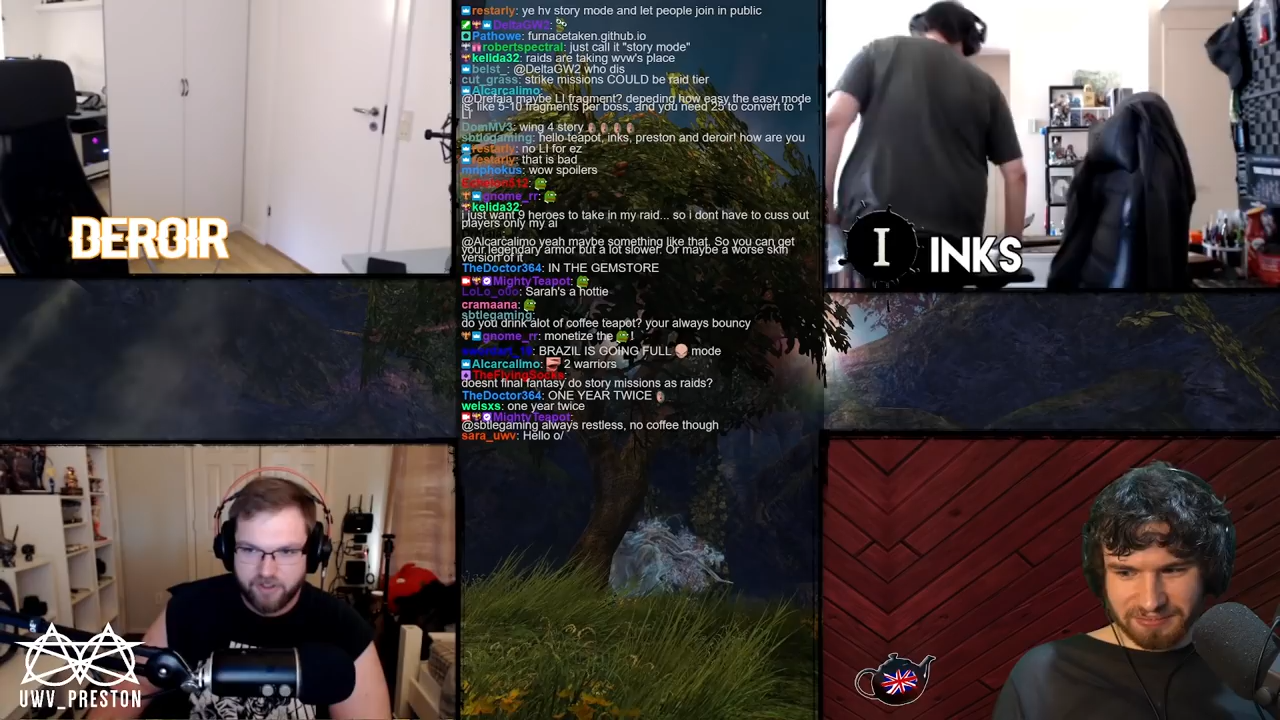 restarly: ye hv story mode and let people join in public
DeltaGW2:
Pathowe: furnacetaken.github.io
robertspectral: just call it "story mode"
kellda32: raids are taking wvw's place
belst_: @DeltaGW2 who dis
cut_grass: strike missions COULD be raid tier
Alcarcalimo:
@Drefaia maybe LI fragment? depeding how easy the easy mode
is, like 5-10 fragments per boss, and you need 25 to convert to 1
LI
DomMV3: wing 4 story
sbtlegaming: hello teapot, inks, preston and deroir! how are you
restarly: no LI for ez
restarly: that is bad
mnphokus: wow spoilers
gnome_rr:
kellda32:
i just want 9 heroes to take in my raid... so i dont have to cuss out
players only my ai
@Alcarcalimo yeah maybe something like that. So you can get
your legendary armor but a lot slower. Or maybe a worse skin
version of it
TheDoctor364: IN THE GEMSTORE
MightyTeapot:
LoLo_o0o: Sarah's a hottie
cramaana:
sbtlegaming:
do you drink alot of coffee teapot? your always bouncy
gnome_rr: monetize the !
BRAZIL IS GOING FULL mode
Alcarcalimo: 2 warriors
TheFlyingSocks:
doesnt final fantasy do story missions as raids?
TheDoctor364: ONE YEAR TWICE
welsxs: one year twice
MightyTeapot:
@sbtlegaming always restless, no coffee though
sara_uwv: Hello o/
DEROIR
I INKS
UWV_PRESTON